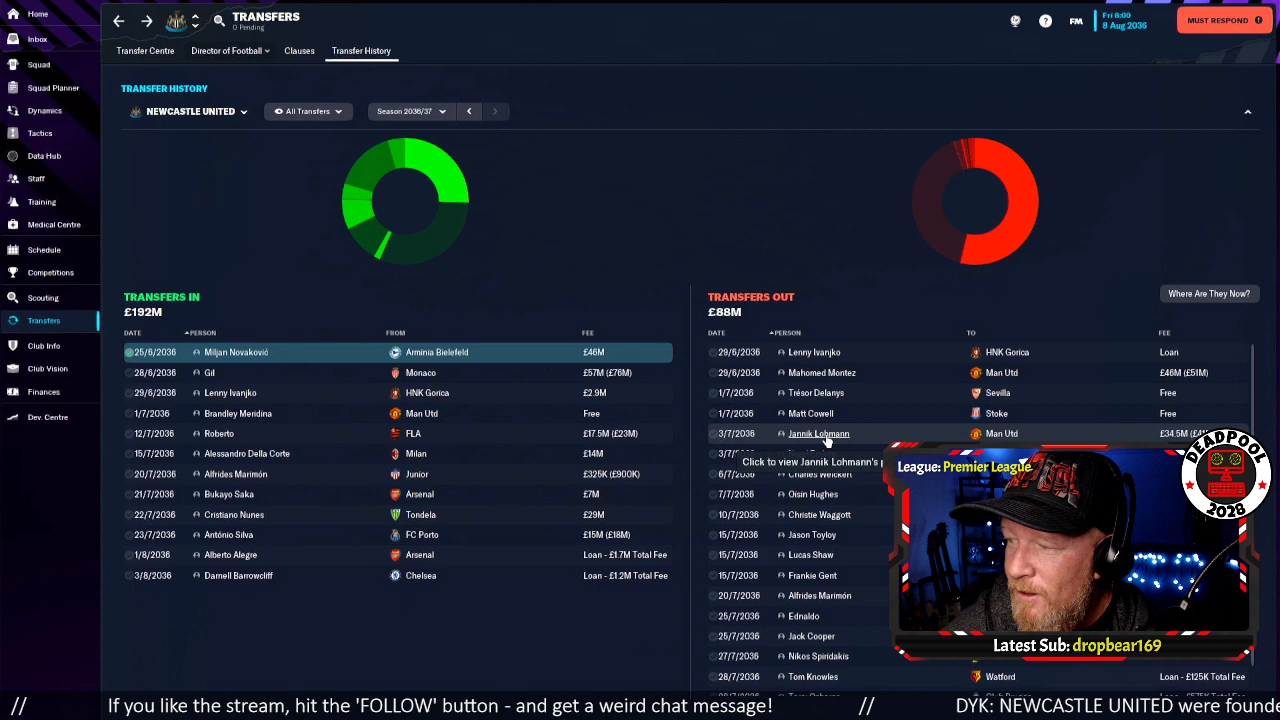 Home
TRANSFERS
0 Pending
FM
Fri 8:00
8 Aug 2036
MUST RESPOND
Inbox
Transfer Centre
Director of Football
Clauses
Transfer History
Squad
Squad Planner
Dynamics
Tactics
Data Hub
Staff
Training
Medical Centre
Schedule
Competitions
Scouting
Transfers
Club Info
Club Vision
Finances
Dev. Centre
TRANSFER HISTORY
NEWCASTLE UNITED
All Transfers
Season 2036/37
TRANSFERS IN
£192M
DATE PERSON FROM FEE
25/6/2036 Miljan Novaković Arminia Bielefeld £46M
28/6/2036 Gil Monaco £57M (£76M)
29/6/2036 Lenny Ivanjko HNK Gorica £2.9M
1/7/2036 Brandley Meridina Man Utd Free
12/7/2036 Roberto FLA £17.5M (£23M)
15/7/2036 Alessandro Della Corte Milan £14M
20/7/2036 Alfrides Marimón Junior £325K (£900K)
21/7/2036 Bukayo Saka Arsenal £7M
22/7/2036 Cristiano Nunes Tondela £29M
23/7/2036 António Silva FC Porto £15M (£18M)
1/8/2036 Alberto Alegre Arsenal Loan - £1.7M Total Fee
3/8/2036 Darnell Barrowcliff Chelsea Loan - £1.2M Total Fee
TRANSFERS OUT
£88M
Where Are They Now?
DATE PERSON TO FEE
29/6/2036 Lenny Ivanjko HNK Gorica Loan
29/6/2036 Mahomed Montez Man Utd £46M (£51M)
1/7/2036 Trésor Delanys Sevilla Free
1/7/2036 Matt Cowell Stoke Free
3/7/2036 Jannik Lohmann Man Utd £34.5M
Click to view Jannik Lohmann's
6/7/2036 Charles Weickert
7/7/2036 Oisin Hughes
10/7/2036 Christie Waggott
15/7/2036 Jason Toyloy
15/7/2036 Lucas Shaw
15/7/2036 Frankie Gent
20/7/2036 Alfrides Marimón
25/7/2036 Ednaldo
25/7/2036 Jack Cooper
27/7/2036 Nikos Spiridakis
28/7/2036 Tom Knowles Watford Loan - £125K Total Fee
League: Premier League
DEADPOOL
2028
Latest Sub: dropbear169
// If you like the stream, hit the 'FOLLOW' button - and get a weird chat message! // DYK: NEWCASTLE UNITED were founde